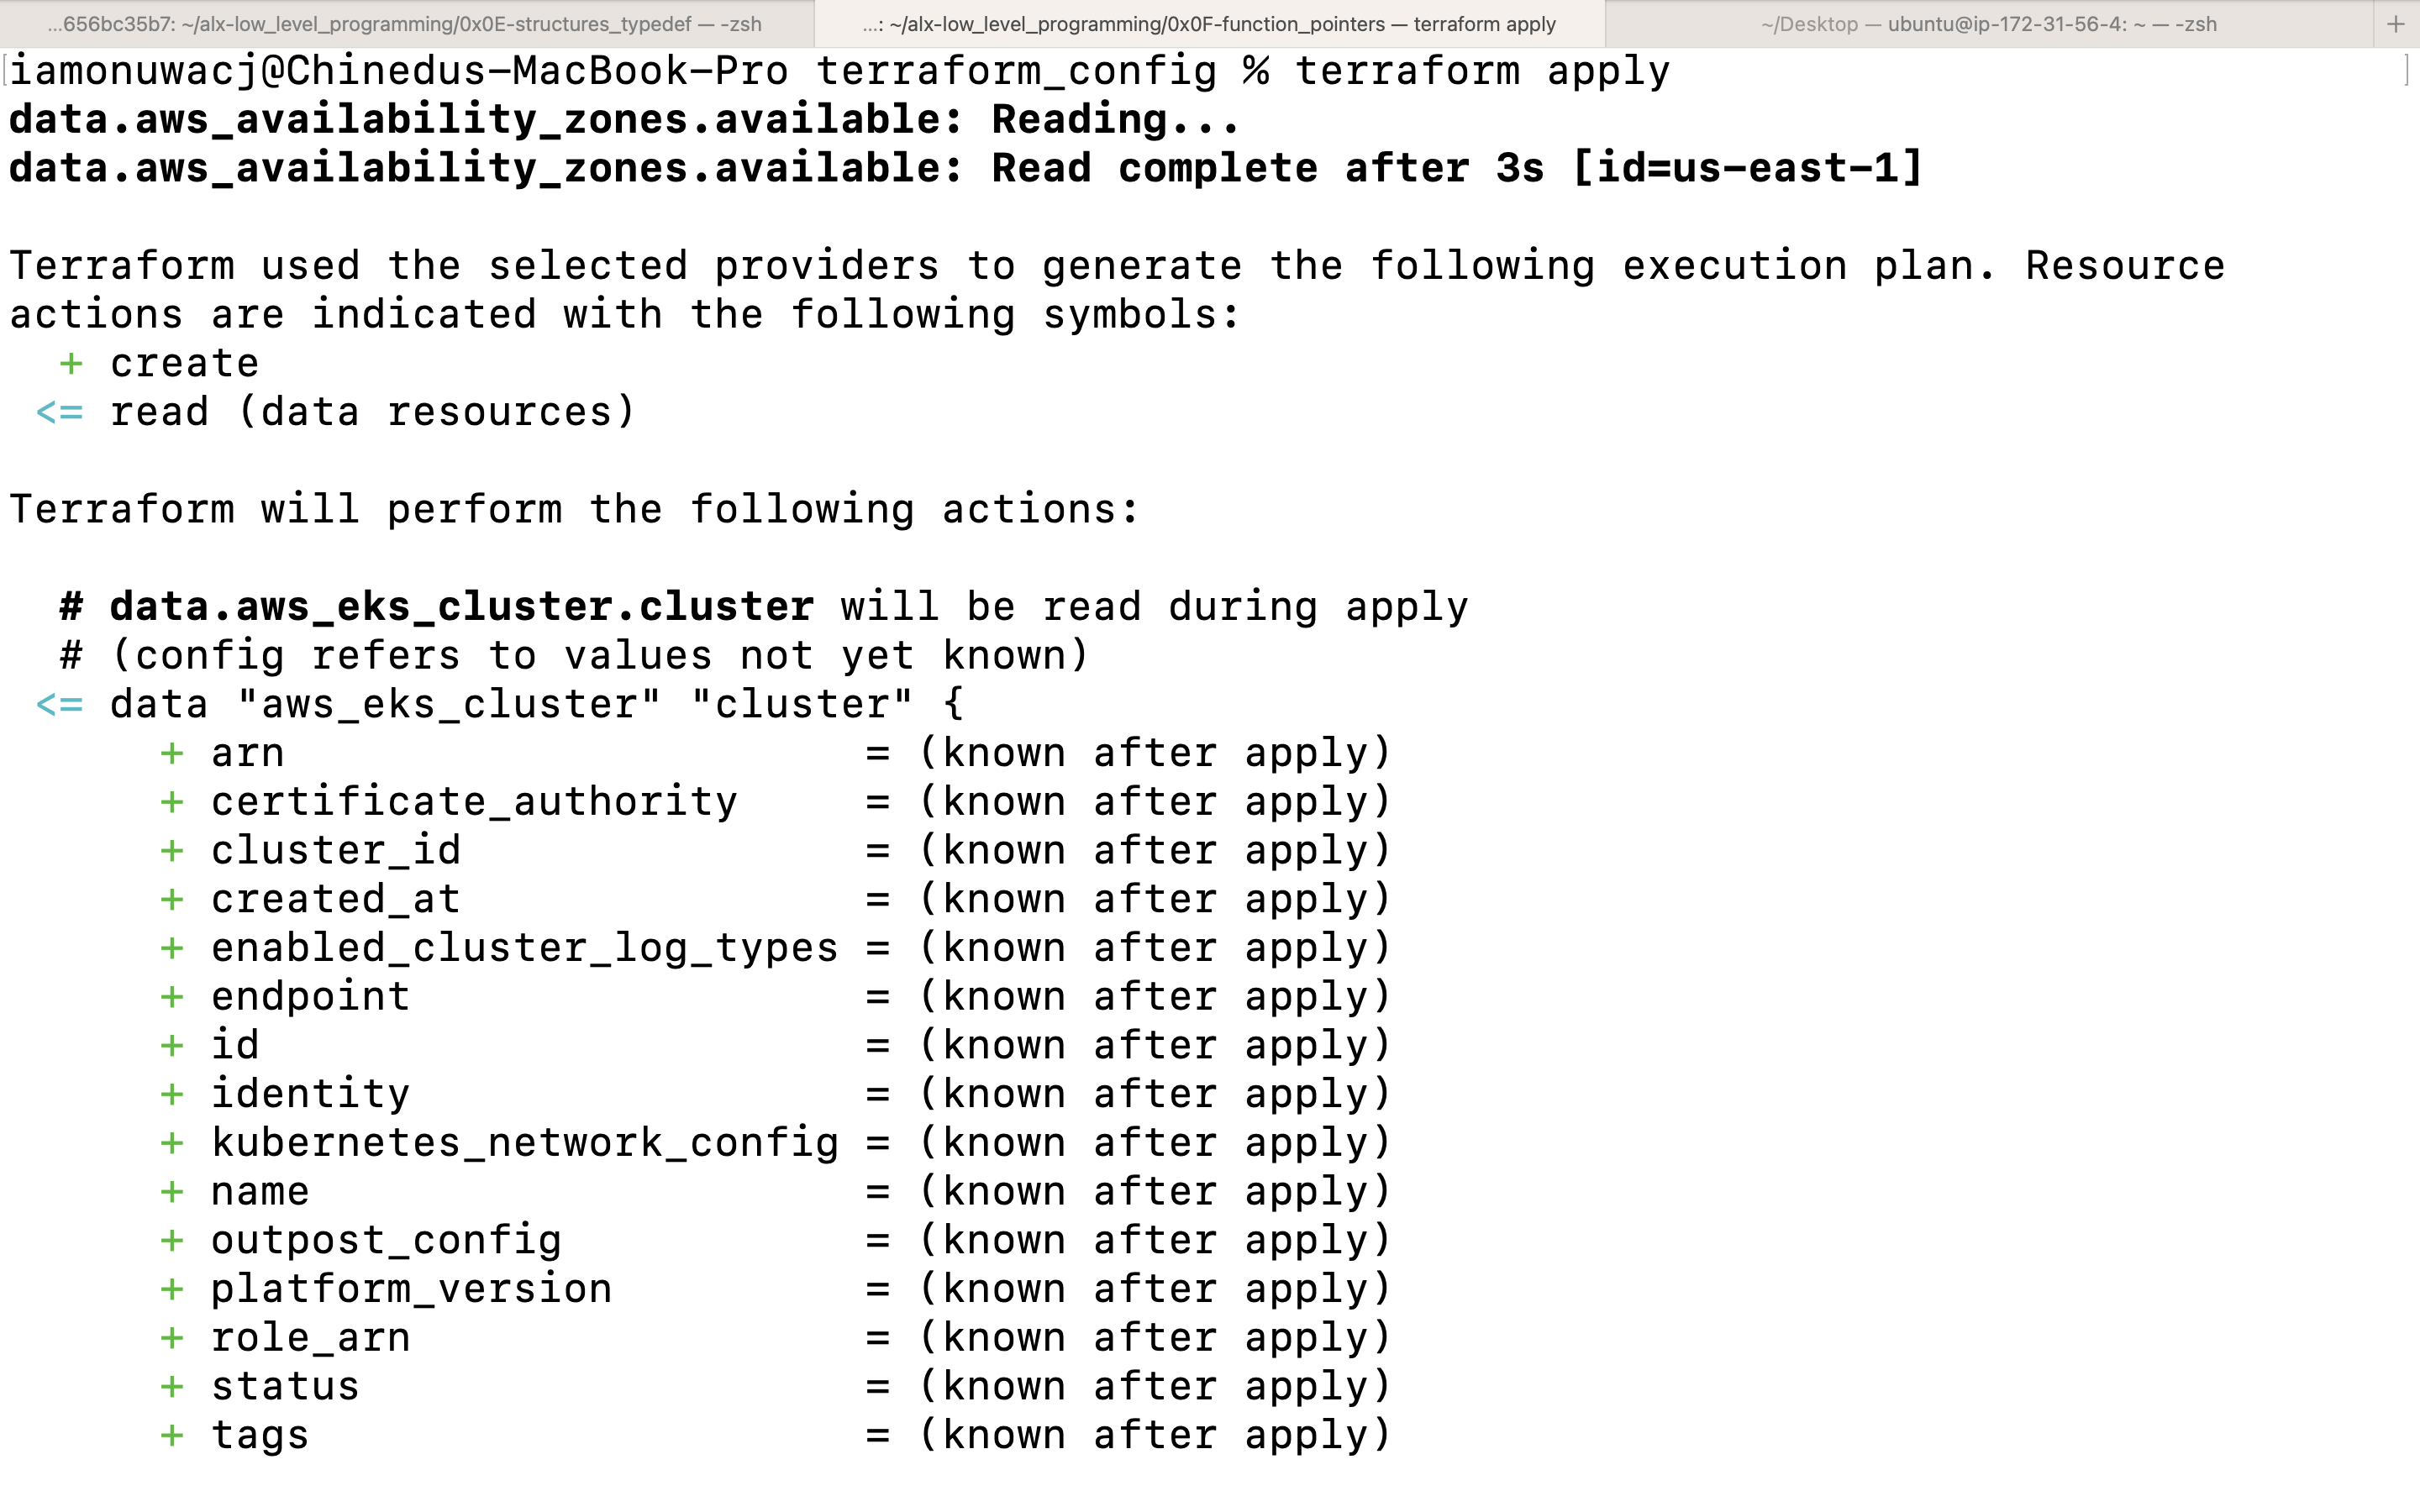 ...656bc35b7: ~/alx-low_level_programming/0x0E-structures_typedef — -zsh
...: ~/alx-low_level_programming/0x0F-function_pointers — terraform apply
~/Desktop — ubuntu@ip-172-31-56-4: ~ — -zsh
+
[iamonuwacj@Chinedus-MacBook-Pro terraform_config % terraform apply ]
data.aws_availability_zones.available: Reading...
data.aws_availability_zones.available: Read complete after 3s [id=us-east-1]
Terraform used the selected providers to generate the following execution plan. Resource
actions are indicated with the following symbols:
+ create
<= read (data resources)
Terraform will perform the following actions:
# data.aws_eks_cluster.cluster will be read during apply
# (config refers to values not yet known)
<= data "aws_eks_cluster" "cluster" {
+ arn = (known after apply)
+ certificate_authority = (known after apply)
+ cluster_id = (known after apply)
+ created_at = (known after apply)
+ enabled_cluster_log_types = (known after apply)
+ endpoint = (known after apply)
+ id = (known after apply)
+ identity = (known after apply)
+ kubernetes_network_config = (known after apply)
+ name = (known after apply)
+ outpost_config = (known after apply)
+ platform_version = (known after apply)
+ role_arn = (known after apply)
+ status = (known after apply)
+ tags = (known after apply)